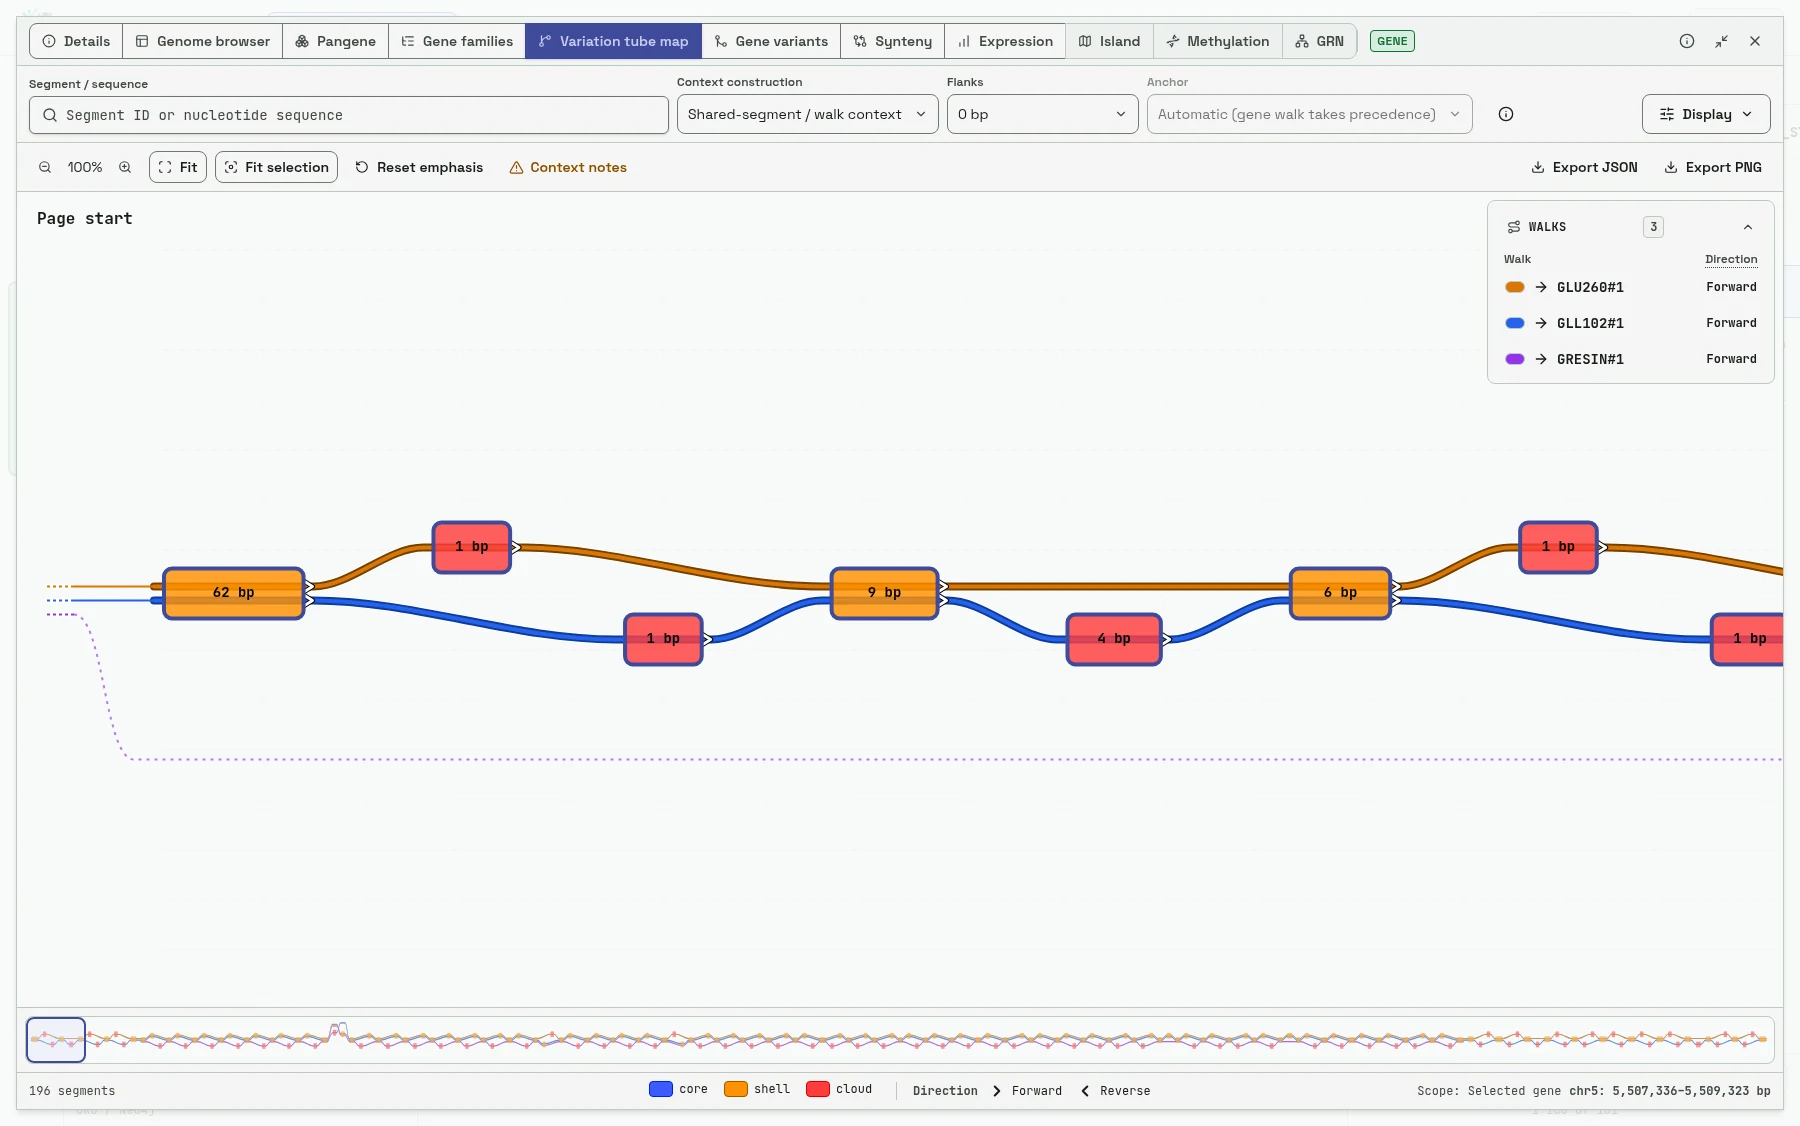 Details Genome browser Pangene Gene families Variation tube map Gene variants Synteny Expression Island Methylation GRN GENE
Segment / sequence Context construction Flanks Anchor
Segment ID or nucleotide sequence Shared-segment / walk context 0 bp Automatic (gene walk takes precedence) Display
100% Fit Fit selection Reset emphasis Context notes Export JSON Export PNG
Page start
WALKS 3
Walk Direction
GLU260#1 Forward
GLL102#1 Forward
GRESIN#1 Forward
1 bp 1 bp
62 bp 9 bp 6 bp
1 bp 4 bp 1 bp
196 segments core shell cloud Direction Forward Reverse Scope: Selected gene chr5: 5,507,336–5,509,323 bp